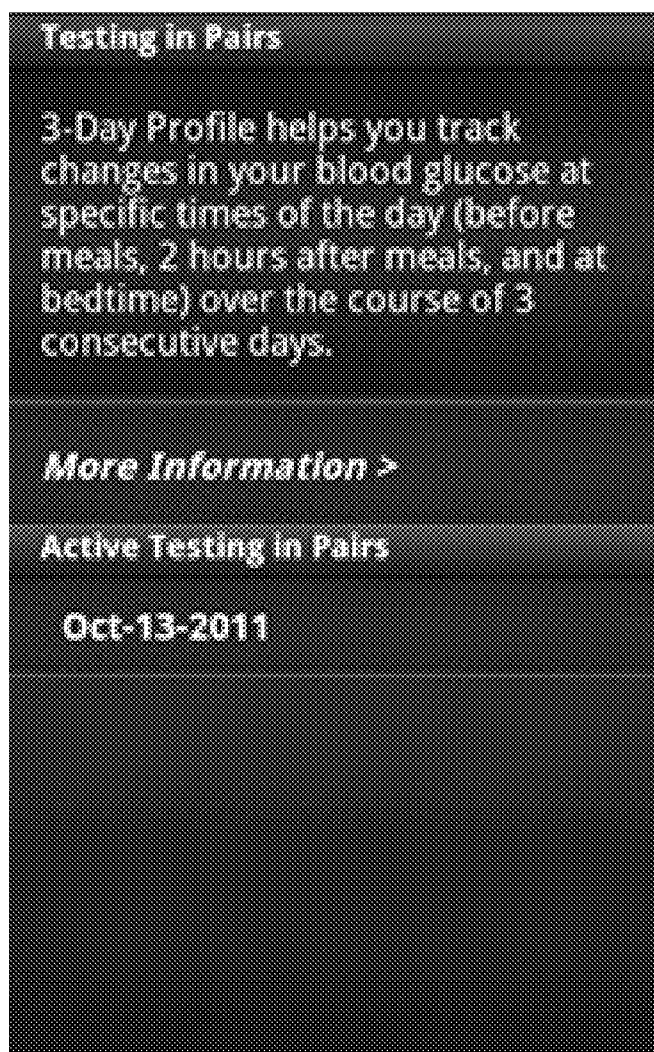 Testing in Pairs
3-Day Profile helps you track
changes in your blood glucose at
specific times of the day (before
meals, 2 hours after meals, and at
bedtime) over the course of 3
consecutive days.
More Information >
Active Testing in Pairs
Oct-13-2011